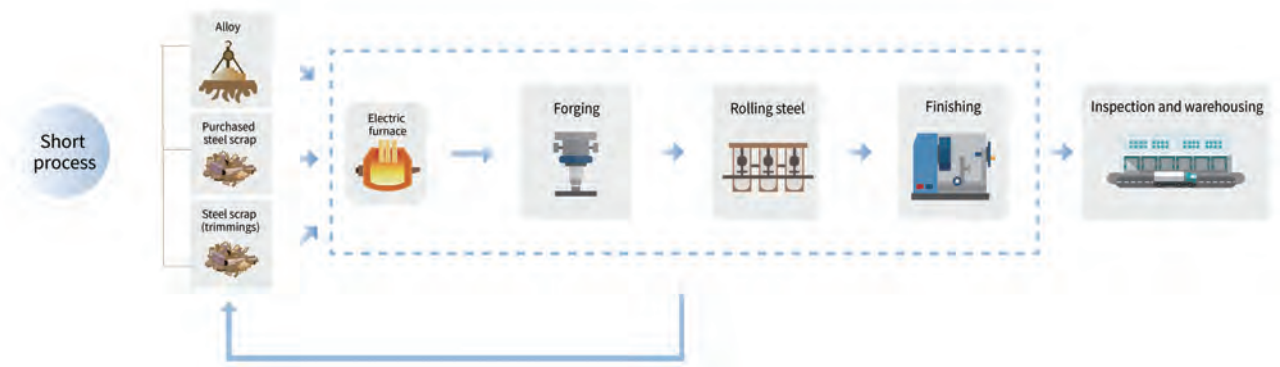 Short
process
Alloy
Purchased
steel scrap
Steel scrap
(trimmings)
Electric
furnace
Forging
Rolling steel
Finishing
Inspection and warehousing